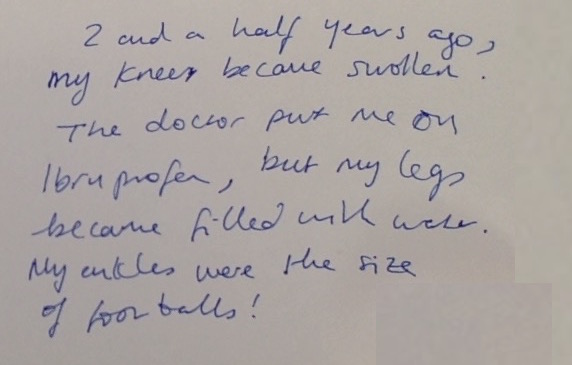 2 and a half years ago,
my knees became swollen.
The doctor put me on
Ibruprofen, but my legs
became filled with water.
My ankles were the size
of footballs!